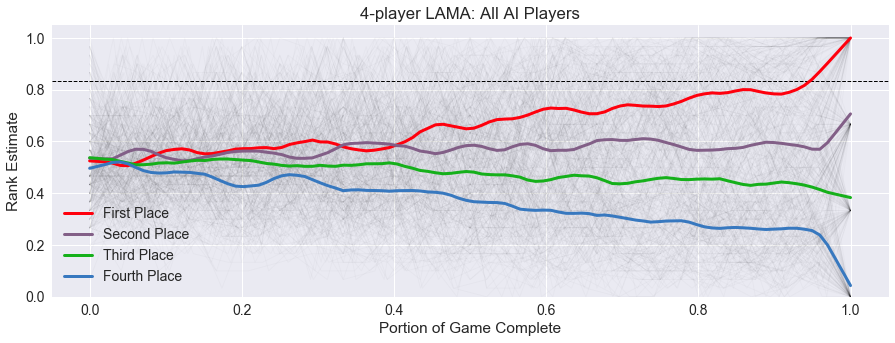 4-player LAMA: All AI Players
Rank Estimate
1.0
0.8
0.6
0.4
0.2
0.0
First Place
Second Place
Third Place
Fourth Place
0.0 0.2 0.4 0.6 0.8 1.0
Portion of Game Complete